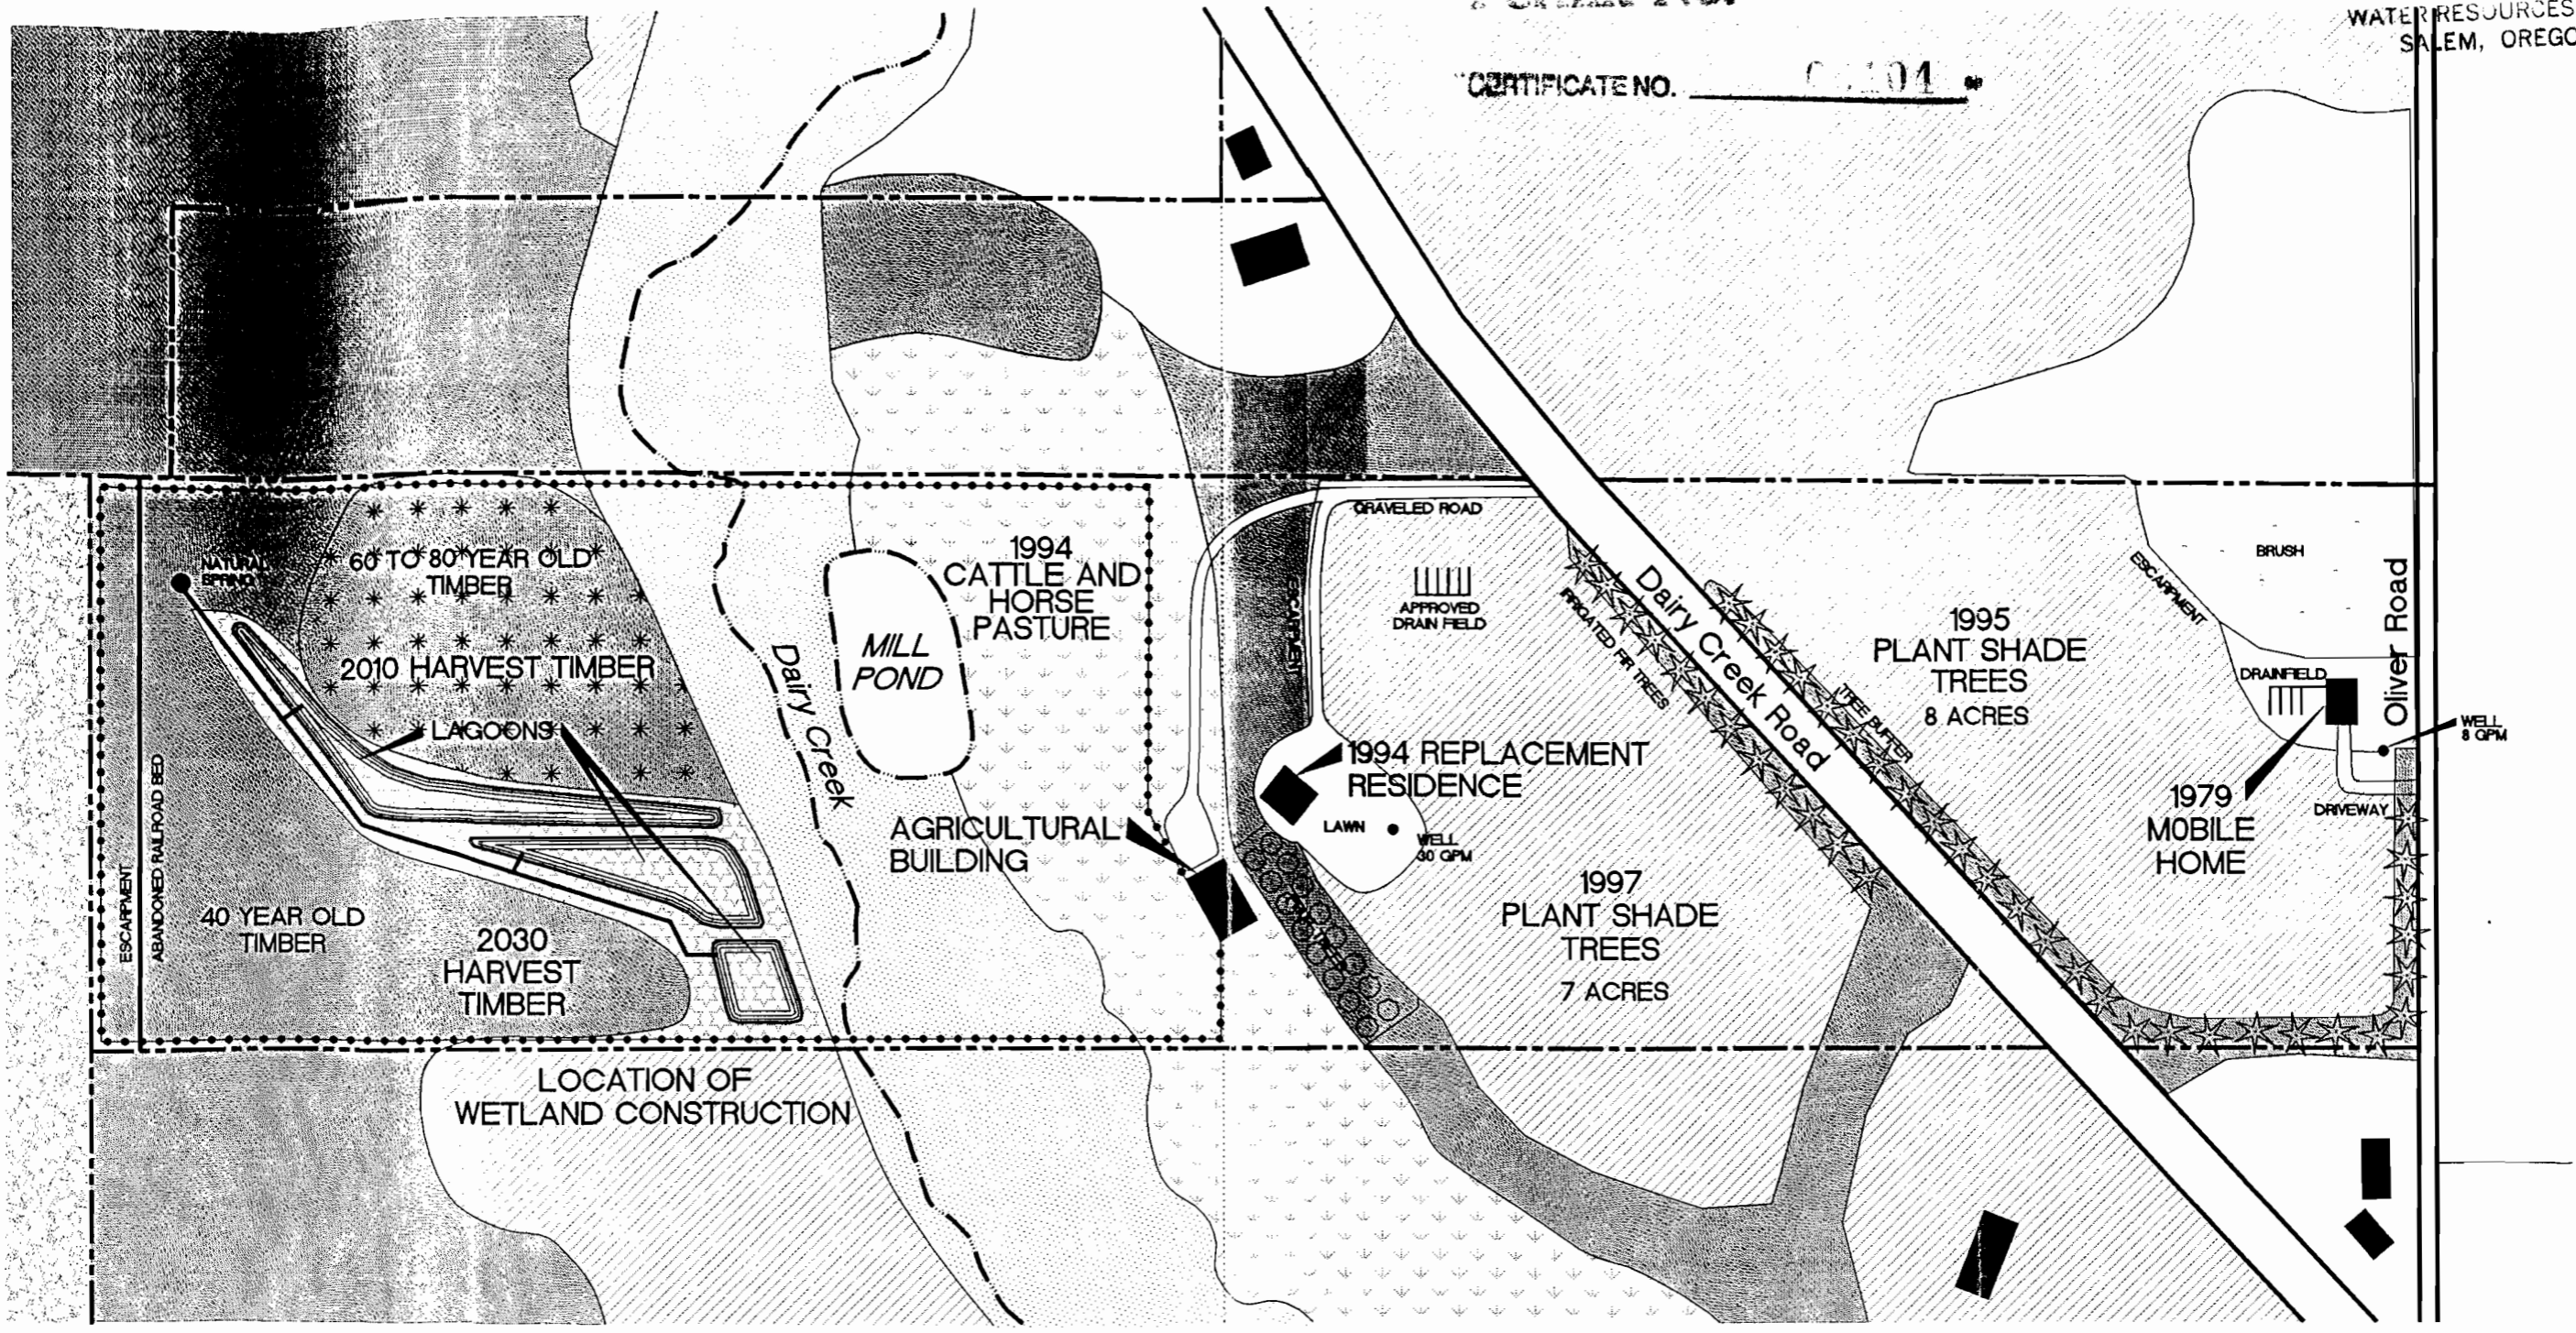 WATER RESOURCES
SALEM, OREGO
CERTIFICATE NO.
NATURAL
SPRING
60 TO 80 YEAR OLD
TIMBER
2010 HARVEST TIMBER
LAGOONS
ESCARPMENT
ABANDONED RAILROAD BED
40 YEAR OLD
TIMBER
2030
HARVEST
TIMBER
LOCATION OF
WETLAND CONSTRUCTION
Dairy Creek
MILL
POND
1994
CATTLE AND
HORSE
PASTURE
AGRICULTURAL
BUILDING
ESCARPMENT
GRAVELED ROAD
APPROVED
DRAIN FIELD
1994 REPLACEMENT
RESIDENCE
LAWN
WELL
30 GPM
IRRIGATED FIR TREES
Dairy Creek Road
TREE BUFFER
1997
PLANT SHADE
TREES
7 ACRES
1995
PLANT SHADE
TREES
8 ACRES
ESCARPMENT
BRUSH
DRAINFIELD
Oliver Road
WELL
8 GPM
1979
MOBILE
HOME
DRIVEWAY